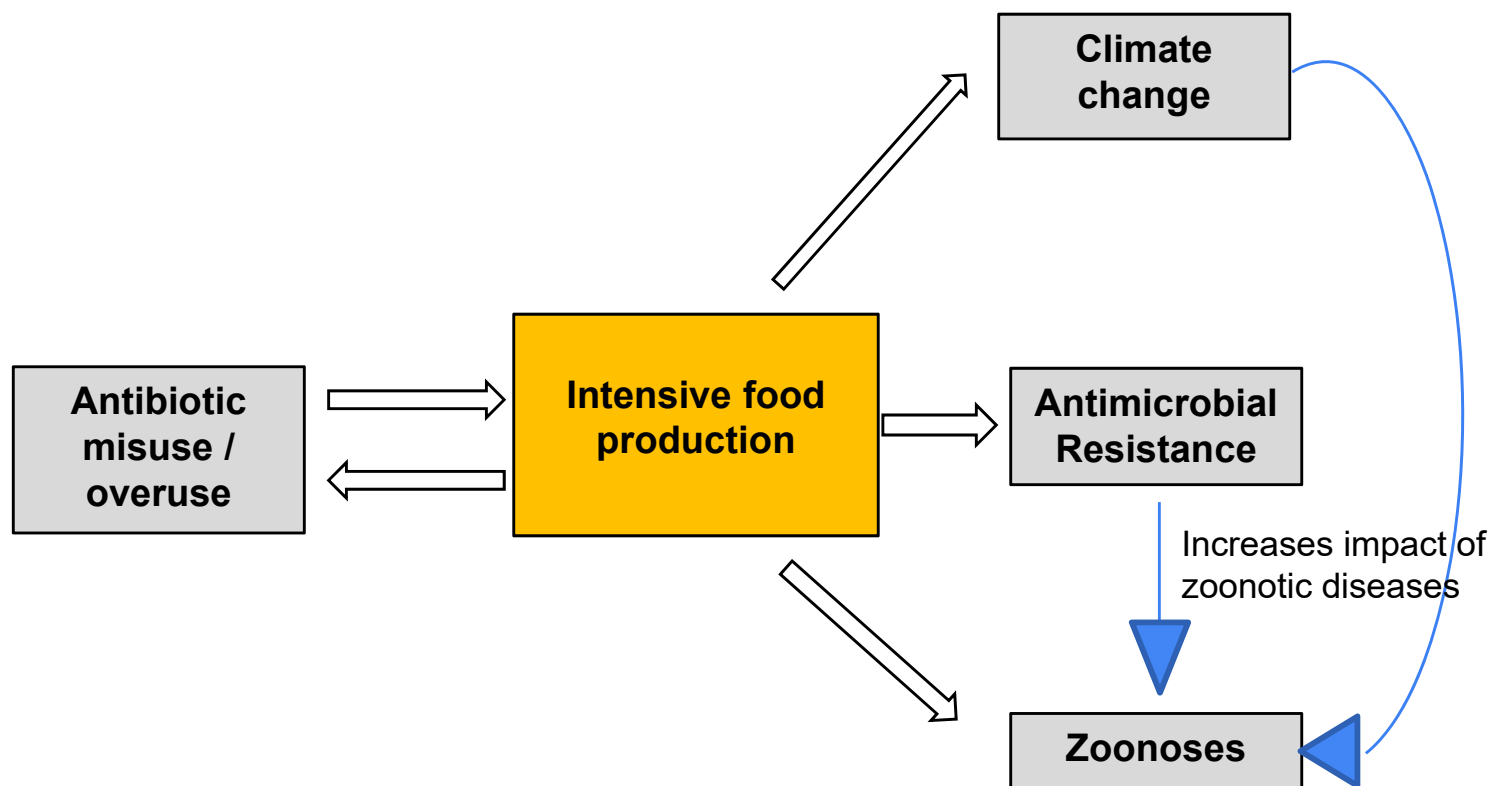 Climate
change
Antibiotic
misuse /
overuse
Intensive food
production
Antimicrobial
Resistance
Increases impact of
zoonotic diseases
Zoonoses